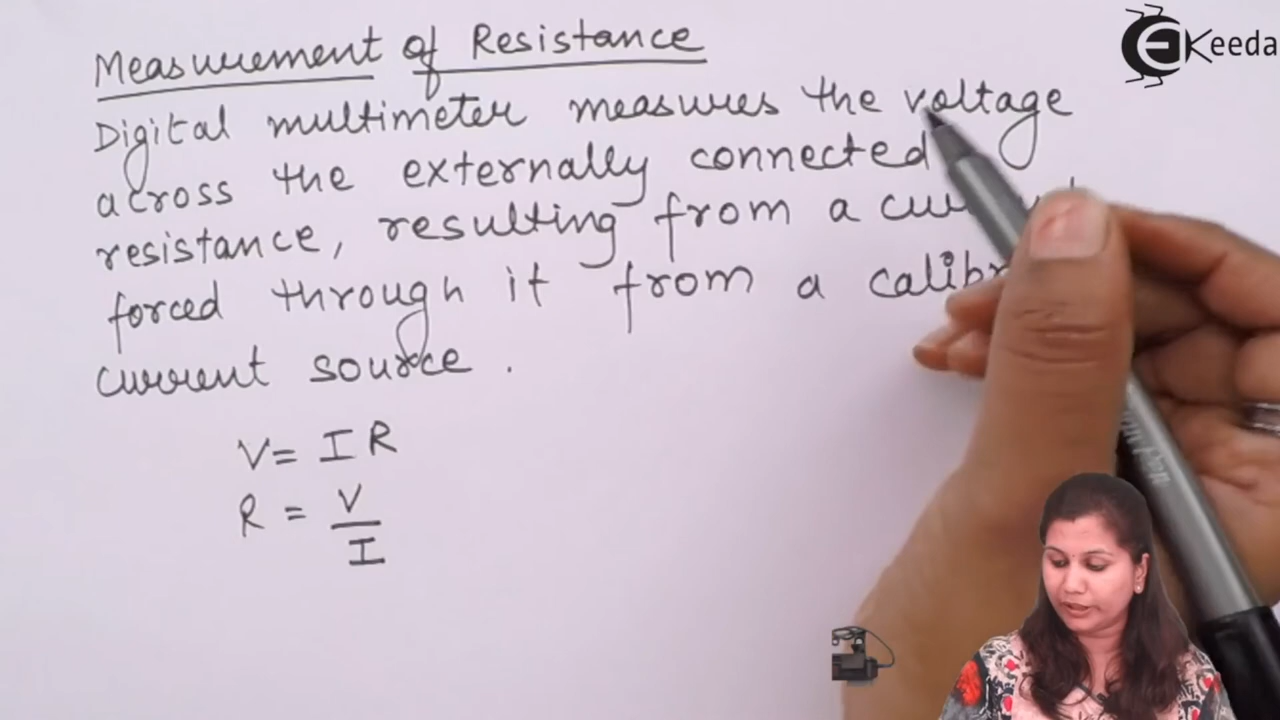 Measurement of Resistance
Digital multimeter measures the voltage
across the externally connected
resistance, resulting from a
forced through it from a
current source.
V = I R
R = V
I
EKeeda